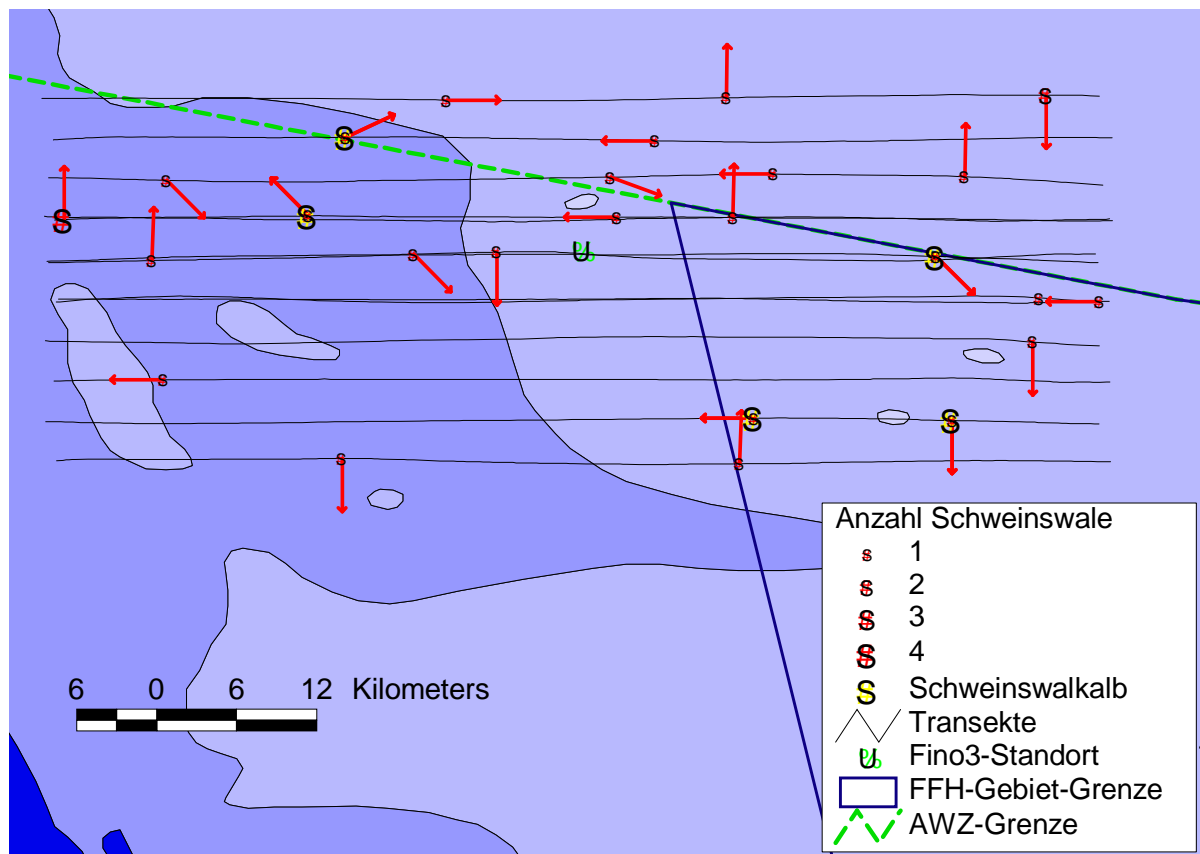 Anzahl Schweinswale
1
2
3
4
Schweinswalkalb
Transekte
Fino3-Standort
FFH-Gebiet-Grenze
AWZ-Grenze
6 0 6 12 Kilometers